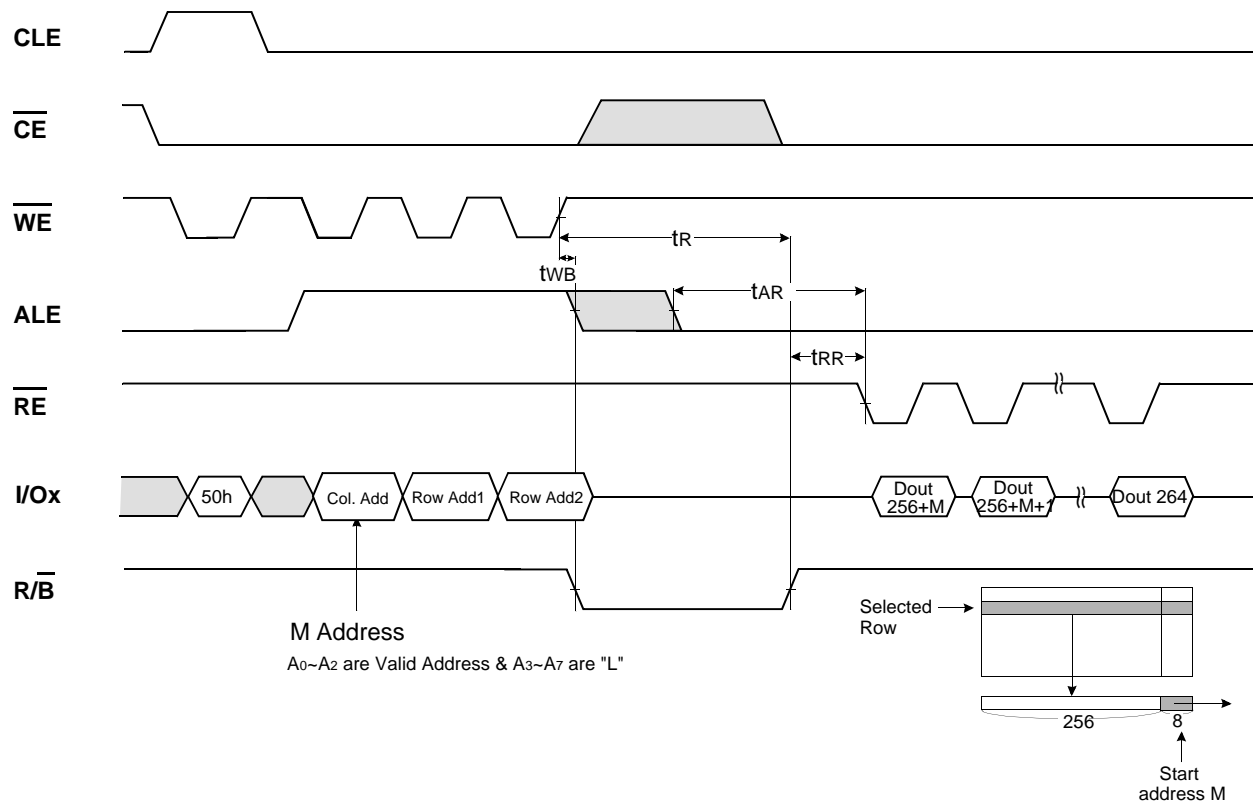 CLE
CE
WE
tR
tWB
tAR
ALE
tRR
RE
I/Ox
50h
Col. Add
Row Add1
Row Add2
Dout
256+M
Dout
256+M+1
Dout 264
R/B
M Address
A0~A2 are Valid Address & A3~A7 are "L"
Selected
Row
256
8
Start
address M